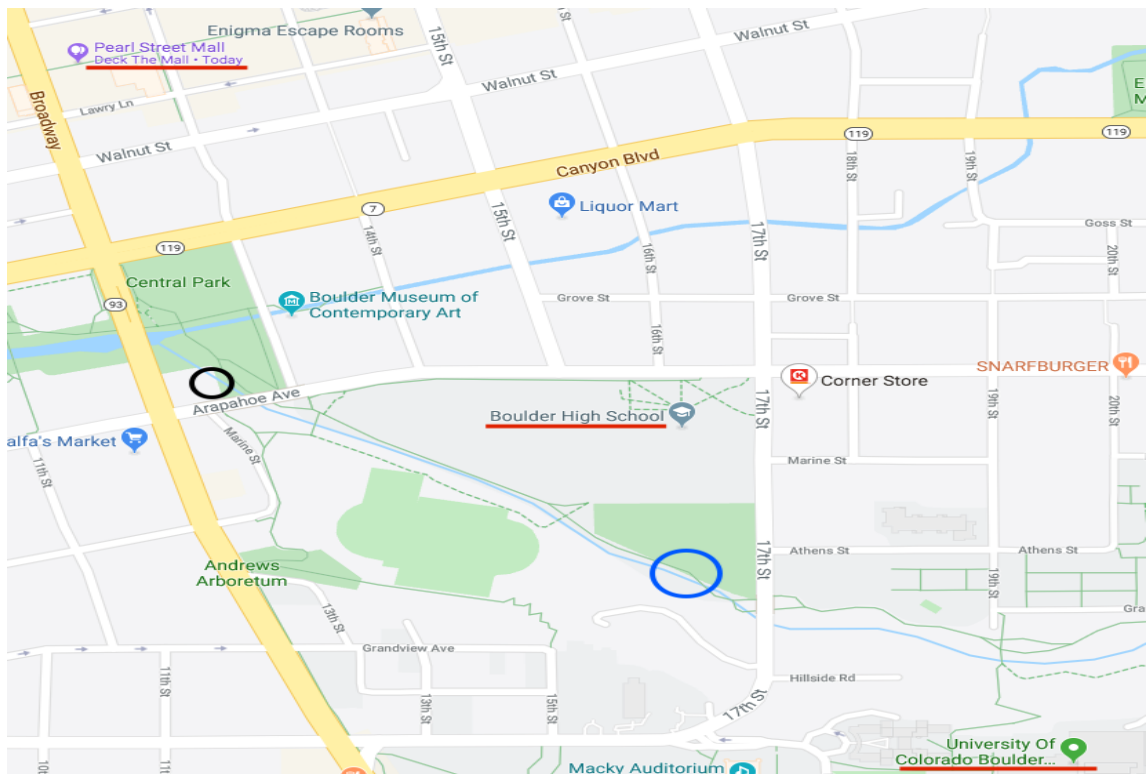 Enigma Escape Rooms
Pearl Street Mall
Deck The Mall • Today
15th St
Walnut St
Walnut St
Lawry Ln
Broadway
Walnut St
119
119
Canyon Blvd
18th St
19th St
7
Liquor Mart
15th St
14th St
16th St
17th St
Goss St
20th St
119
Central Park
93
Boulder Museum of
Contemporary Art
Grove St
Grove St
16th St
SNARFBURGER
Corner Store
Arapahoe Ave
Boulder High School
17th St
19th St
20th St
alfa's Market
11th St
Marine St
Marine St
17th St
Athens St
Athens St
Andrews
Arboretum
19th St
13th St
Gra
Grandview Ave
11th St
11th St
13th St
15th St
Hillside Rd
17th St
University Of
Colorado Boulder...
Macky Auditorium